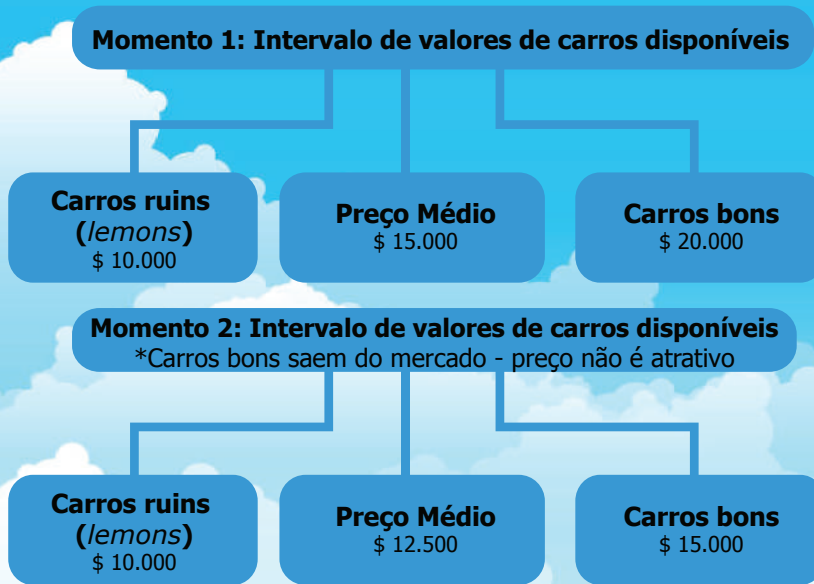 Momento 1: Intervalo de valores de carros disponíveis
Carros ruins
(lemons)
$ 10.000
Preço Médio
$ 15.000
Carros bons
$ 20.000
Momento 2: Intervalo de valores de carros disponíveis
*Carros bons saem do mercado - preço não é atrativo
Carros ruins
(lemons)
$ 10.000
Preço Médio
$ 12.500
Carros bons
$ 15.000